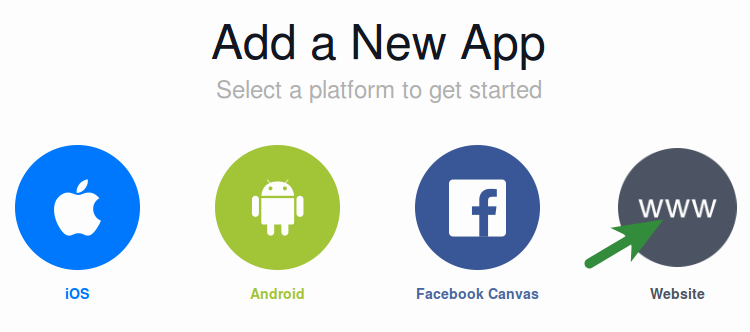 Add a New App
Select a platform to get started
www
iOS
Android
Facebook Canvas
Website